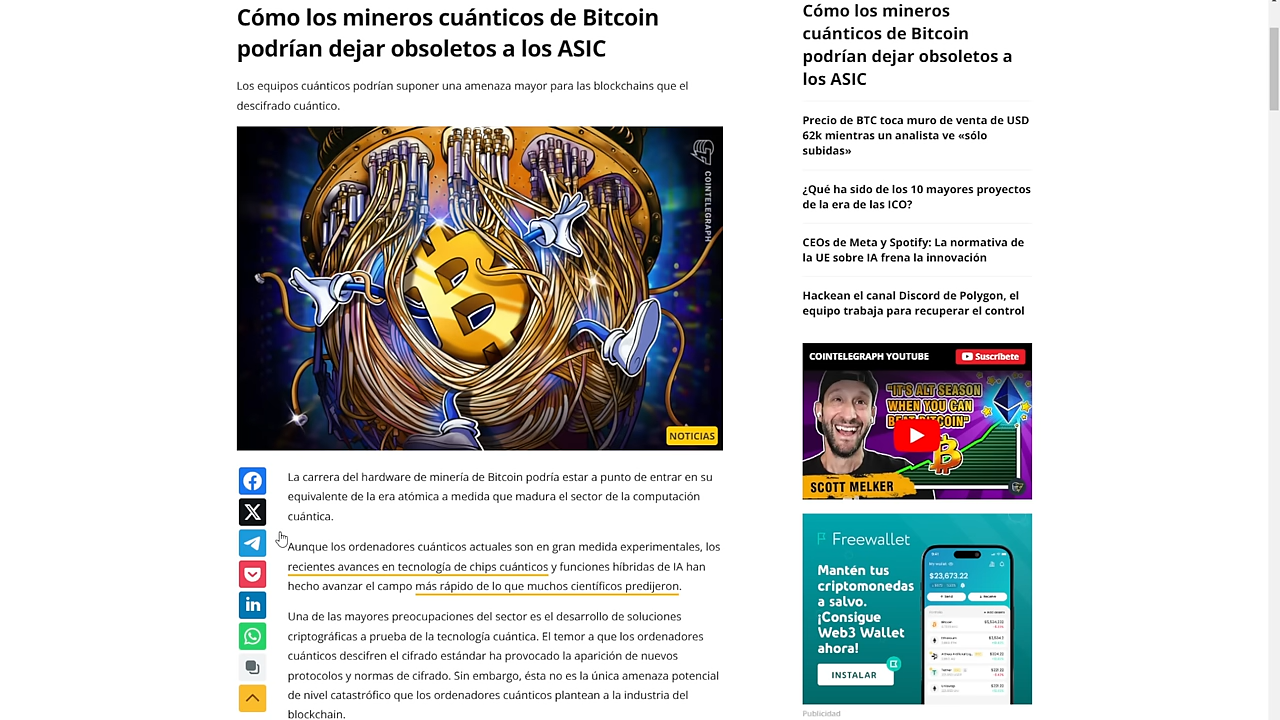 Cómo los mineros cuánticos de Bitcoin
podrían dejar obsoletos a los ASIC
Los equipos cuánticos podrían suponer una amenaza mayor para las blockchains que el
descifrado cuántico.
COINTELEGRAPH
NOTICIAS
La carrera del hardware de minería de Bitcoin podría estar a punto de entrar en su
de la era atómica a medida que madura el sector de la computación
cuántica.
Aunque los ordenadores cuánticos actuales son en gran medida experimentales, los
avances en tecnología de chips cuánticos y funciones híbridas de IA han
hecho avanzar el campo más rápido de lo que muchos científicos predijeron.
de las mayores preocupaciones del sector es el desarrollo de soluciones
a prueba de la tecnología cuántica. El temor a que los ordenadores
descifren el cifrado estándar ha provocado la aparición de nuevos
y normas de cifrado. Sin embargo, ésta no es la única amenaza potencial
nivel catastrófico que los ordenadores cuánticos plantean a la industria del
blockchain.
Cómo los mineros
cuánticos de Bitcoin
podrían dejar obsoletos a
los ASIC
Precio de BTC toca muro de venta de USD
62k mientras un analista ve «sólo
subidas»
¿Qué ha sido de los 10 mayores proyectos
de la era de las ICO?
CEOs de Meta y Spotify: La normativa de
la UE sobre IA frena la innovación
Hackean el canal Discord de Polygon, el
equipo trabaja para recuperar el control
COINTELEGRAPH YOUTUBE
Suscríbete
"IT'S ALT SEASON
WHEN YOU CAN
BEAT BITCOIN"
SCOTT MELKER
Freewallet
Mantén tus
criptomonedas
a salvo.
¡Consigue
Web3 Wallet
ahora!
INSTALAR
$23,673.22
Publicidad